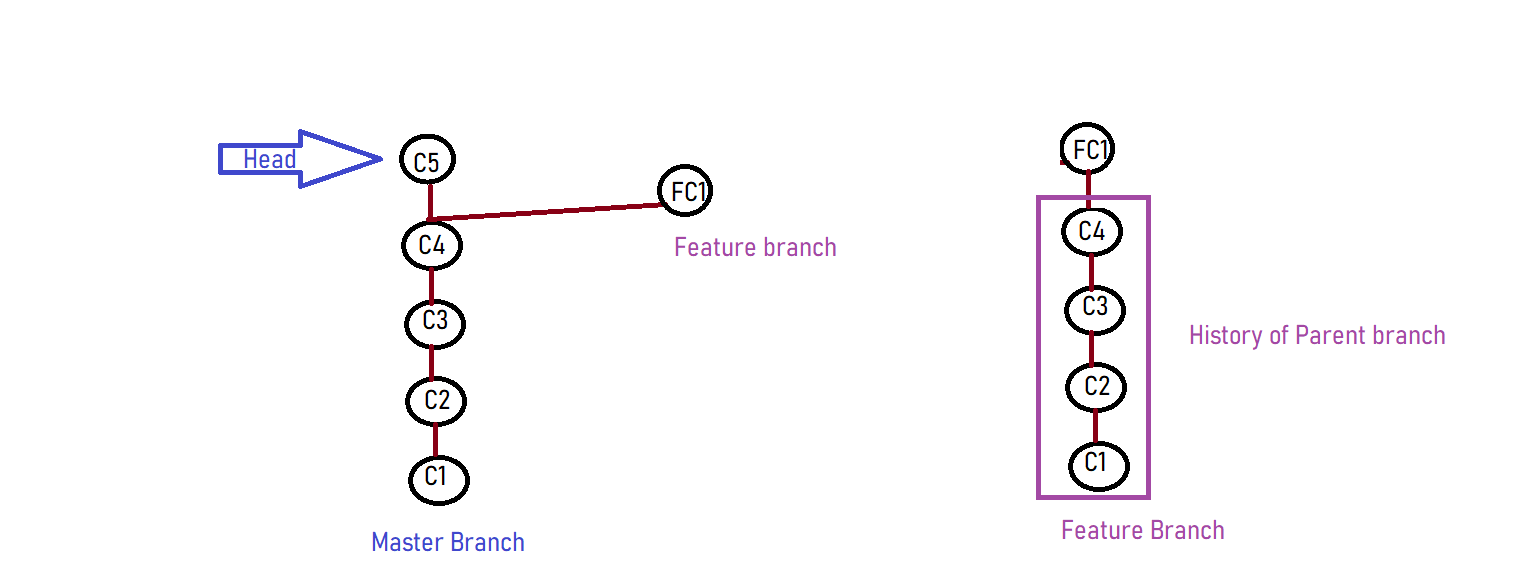 Head
C5
FC1
C4
Feature branch
C3
C2
C1
Master Branch
FC1
C4
C3
History of Parent branch
C2
C1
Feature Branch